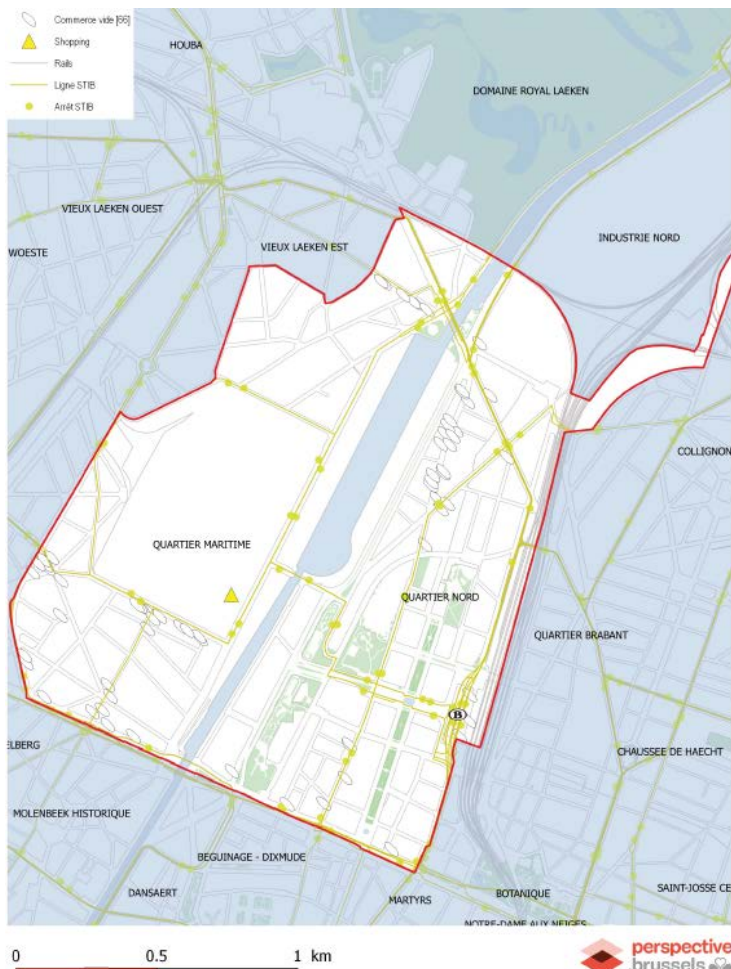 Commerce vide [66]
Shopping
Rails
Ligne STIB
Arrêt STIB
HOUBA
DOMAINE ROYAL LAEKEN
VIEUX LAEKEN OUEST
INDUSTRIE NORD
VIEUX LAEKEN EST
WOESTE
COLLIGNON
QUARTIER MARITIME
QUARTIER NORD
QUARTIER BRABANT
B
ELBERG
CHAUSSEE DE HAECHT
MOLENBEEK HISTORIQUE
BEGUINAGE - DIXMUDE
DANSAERT
MARTYRS
BOTANIQUE
SAINT-JOSSE CE
NOTRE-DAME AUX NEIGES
0 0.5 1 km
perspective
brussels